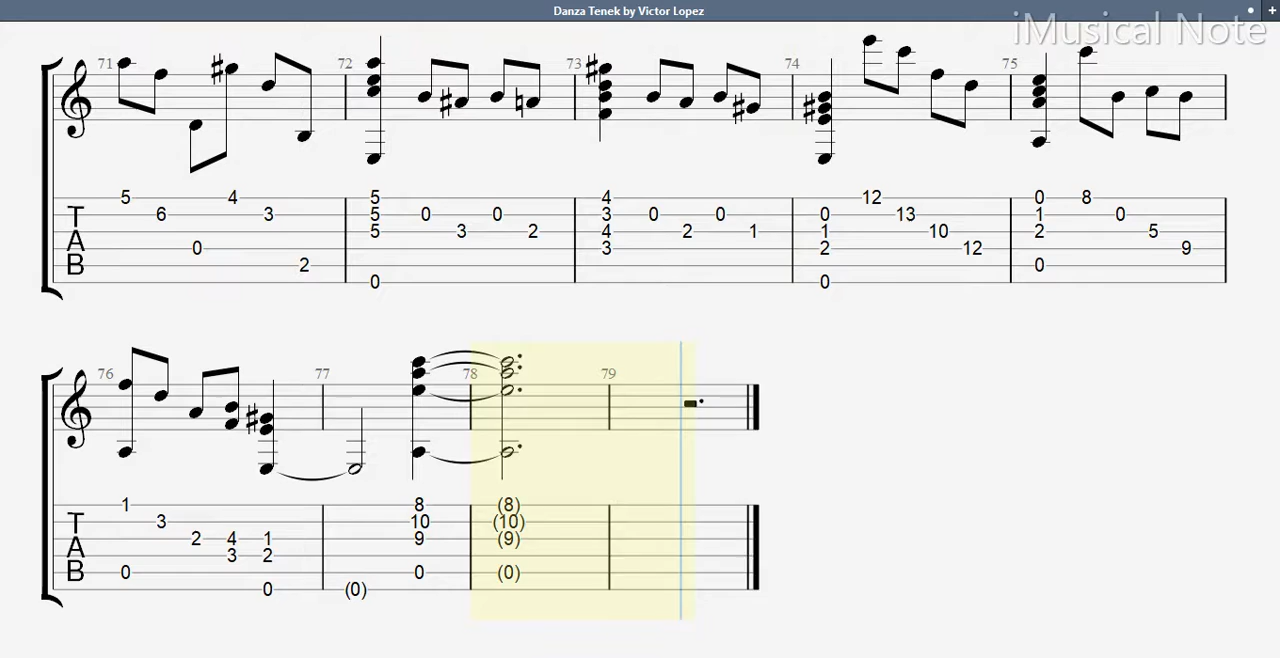 Danza Tenek by Victor Lopez
+
iMusical Note
71 72 73 74 75
5 4 5 4 12 0 8
T 6 3 5 0 0 3 0 0 0 13 1 0
5 3 2 4 2 1 1 10 2 5
A 0 3 2 12 9
B 2 0
0 0
76 77 78 79
1 8 (8)
T 3 10 (10)
2 4 1 9 (9)
A 3 2
B 0 0 (0)
0 (0)